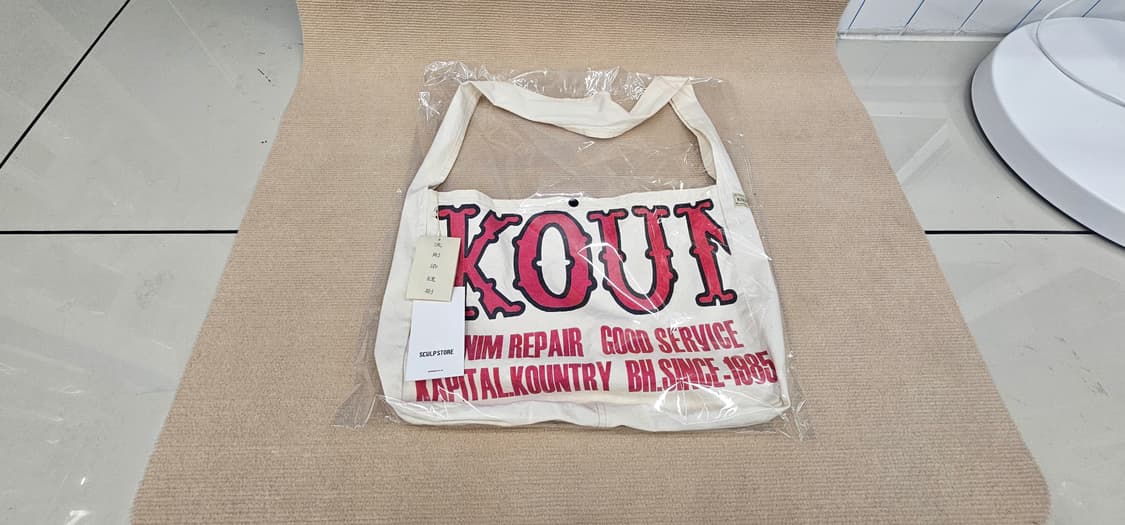 KOUN
NIM REPAIR GOOD SERVICE
KAPITAL.KOUNTRY BH.SINCE-1985
SCULPSTORE